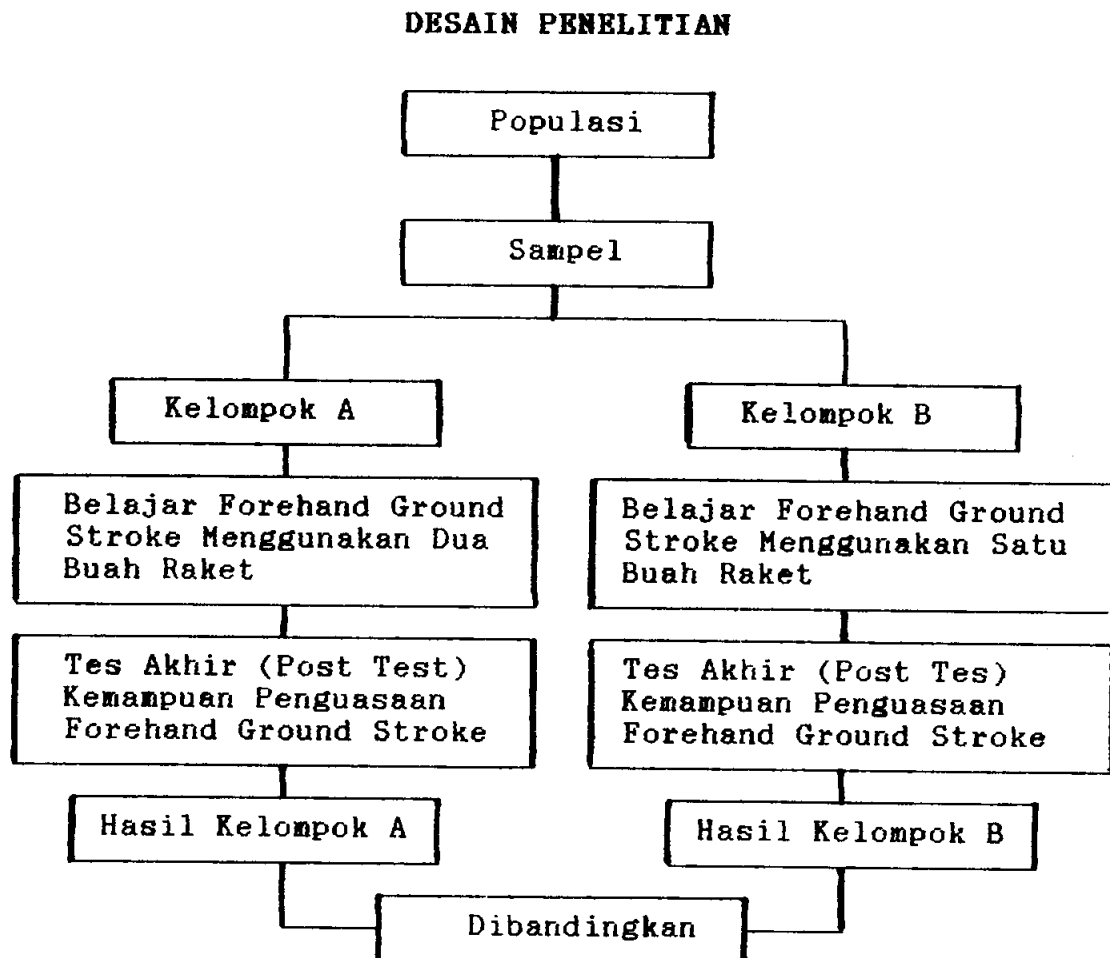 DESAIN PENELITIAN
Populasi
Sampel
Kelompok A
Kelompok B
Belajar Forehand Ground
Stroke Menggunakan Dua
Buah Raket
Belajar Forehand Ground
Stroke Menggunakan Satu
Buah Raket
Tes Akhir (Post Test)
Kemampuan Penguasaan
Forehand Ground Stroke
Tes Akhir (Post Tes)
Kemampuan Penguasaan
Forehand Ground Stroke
Hasil Kelompok A
Hasil Kelompok B
Dibandingkan